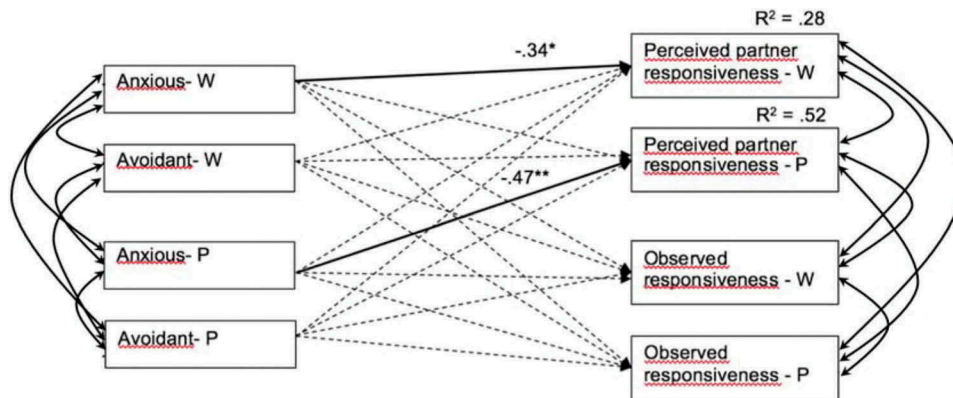 R² = .28
-.34*
Anxious- W
Perceived partner
responsiveness - W
R² = .52
Avoidant- W
Perceived partner
responsiveness - P
-.47**
Anxious- P
Observed
responsiveness - W
Avoidant- P
Observed
responsiveness - P